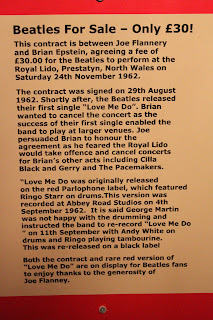 Beatles For Sale – Only £30!
This contract is between Joe Flannery
and Brian Epstein, agreeing a fee of
£30.00 for the Beatles to perform at the
Royal Lido, Prestatyn, North Wales on
Saturday 24th November 1962.
The contract was signed on 29th August
1962. Shortly after, the Beatles released
their first single "Love Me Do". Brian
wanted to cancel the contract as the
success of their first single enabled the
band to play at larger venues. Joe
persuaded Brian to honour the
agreement as he feared the Royal Lido
would take offence and cancel concerts
for Brian's other acts including Cilla
Black and Gerry and The Pacemakers.
"Love Me Do was originally released
on the red Parlophone label, which featured
Ringo Starr on drums.This version was
recorded at Abbey Road Studios on 4th
September 1962. It is said George Martin
was not happy with the drumming and
instructed the band to re-record "Love Me Do
" on 11th September with Andy White on
drums and Ringo playing tambourine.
This was re-released on a black label
Both the contract and rare red version of
"Love Me Do" are on display for Beatles fans
to enjoy thanks to the generosity of
Joe Flanney.